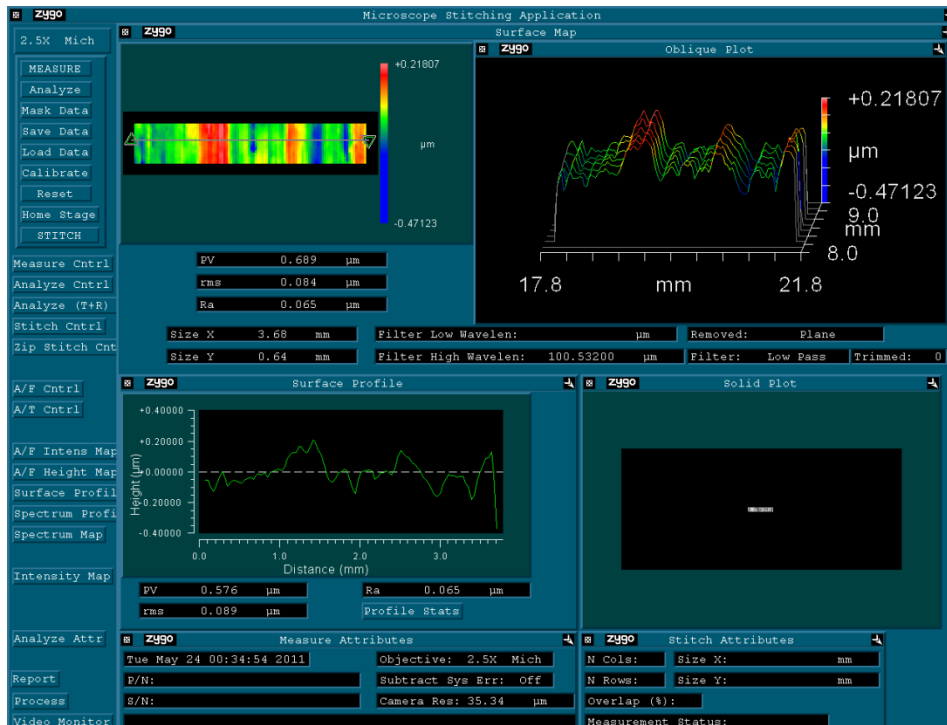 zygo Microscope Stitching Application
2.5X Mich
MEASURE
Analyze
Mask Data
Save Data
Load Data
Calibrate
Reset
Home Stage
STITCH
Measure Cntrl
Analyze Cntrl
Analyze (T+R)
Stitch Cntrl
Zip Stitch Cnt
A/F Cntrl
A/T Cntrl
A/F Intens Map
A/F Height Map
Surface Profil
Spectrum Profi
Spectrum Map
Intensity Map
Analyze Attr
Report
Process
Video Monitor
zygo Surface Map
+0.21807
µm
-0.47123
PV 0.689 µm
rms 0.084 µm
Ra 0.065 µm
Size X 3.68 mm
Size Y 0.64 mm
Filter Low Wavelen: µm
Filter High Wavelen: 100.53200 µm
Removed: Plane
Filter: Low Pass
Trimmed: 0
zygo Oblique Plot
+0.21807
µm
-0.47123
9.0
mm
8.0
17.8 mm 21.8
zygo Surface Profile
+0.40000
+0.20000
+0.00000
-0.20000
-0.40000
Height (µm)
0.0 1.0 2.0 3.0
Distance (mm)
PV 0.576 µm
rms 0.089 µm
Ra 0.065 µm
Profile Stats
zygo Solid Plot
zygo Measure Attributes
Tue May 24 00:34:54 2011
P/N:
S/N:
Objective: 2.5X Mich
Subtract Sys Err: Off
Camera Res: 35.34 µm
zygo Stitch Attributes
N Cols: Size X: mm
N Rows: Size Y: mm
Overlap (%):
Measurement Status: